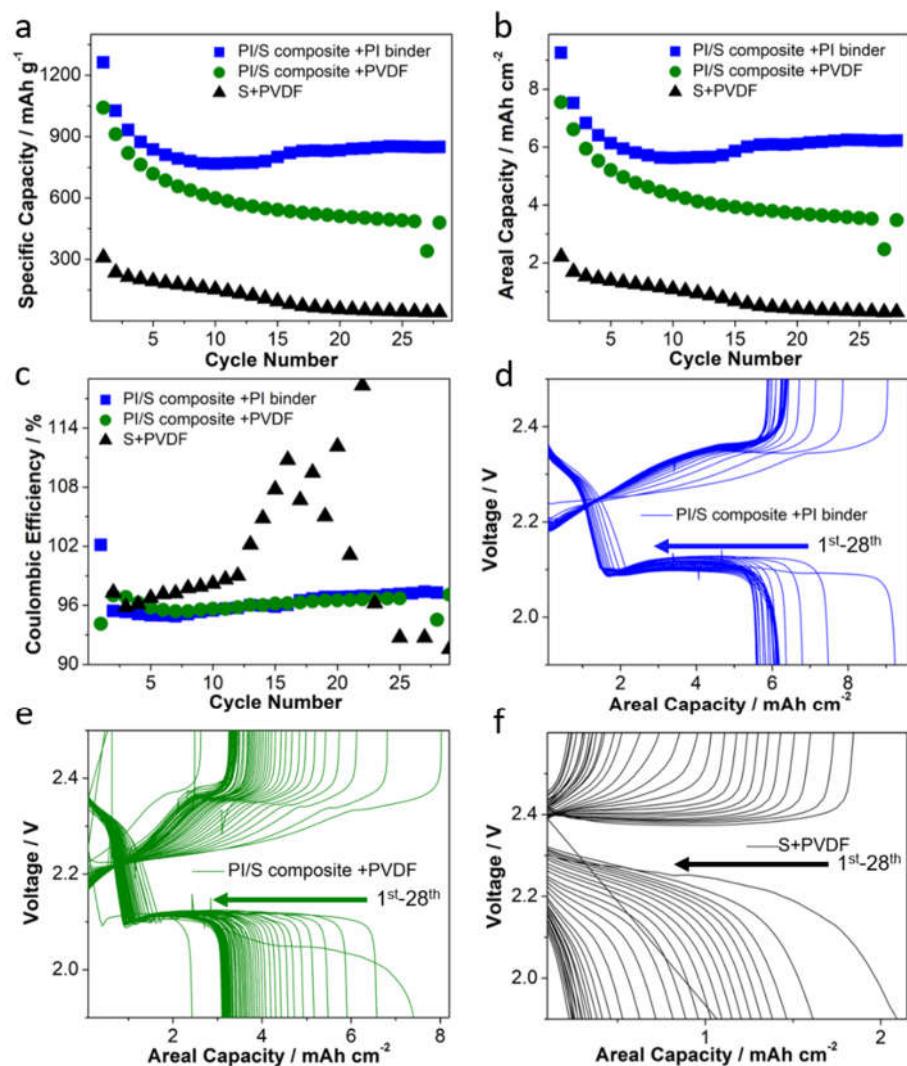 a
Specific Capacity / mAh g⁻¹
1200
900
600
300
PI/S composite +PI binder
PI/S composite +PVDF
S+PVDF
5
10
15
20
25
Cycle Number
b
Areal Capacity / mAh cm⁻²
8
6
4
2
PI/S composite +PI binder
PI/S composite +PVDF
S+PVDF
5
10
15
20
25
Cycle Number
c
Coulombic Efficiency / %
114
108
102
96
90
PI/S composite +PI binder
PI/S composite +PVDF
S+PVDF
5
10
15
20
25
Cycle Number
d
Voltage / V
2.4
2.2
2.0
PI/S composite +PI binder
1ˢᵗ-28ᵗʰ
2
4
6
8
Areal Capacity / mAh cm⁻²
e
Voltage / V
2.4
2.2
2.0
PI/S composite +PVDF
1ˢᵗ-28ᵗʰ
2
4
6
8
Areal Capacity / mAh cm⁻²
f
Voltage / V
2.4
2.2
2.0
S+PVDF
1ˢᵗ-28ᵗʰ
1
2
Areal Capacity / mAh cm⁻²